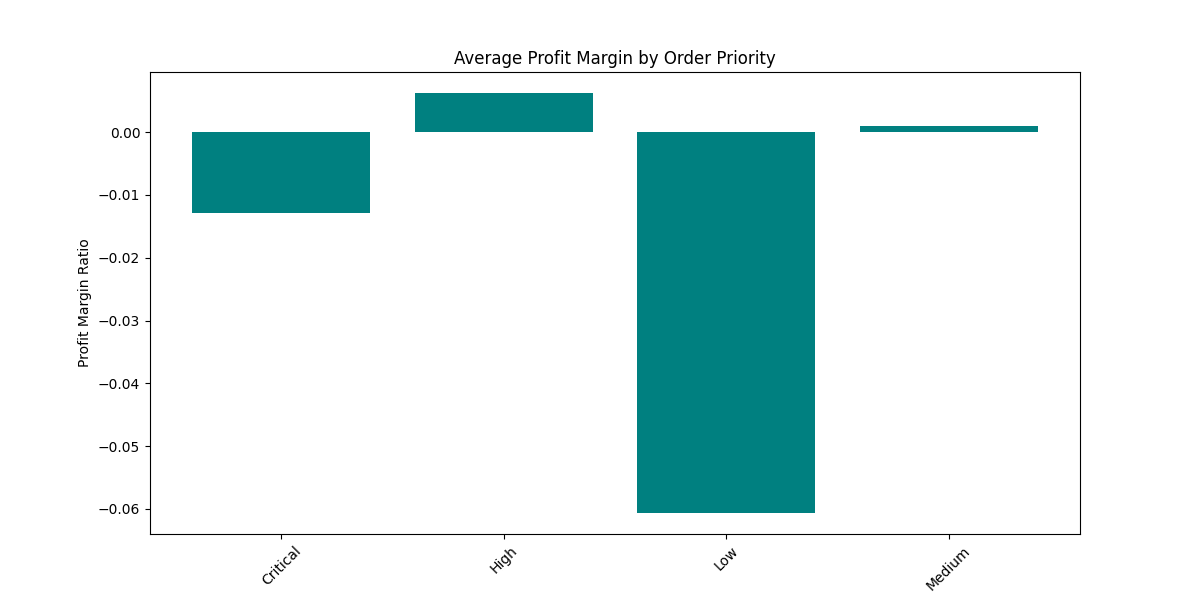 Average Profit Margin by Order Priority
Profit Margin Ratio
0.00
−0.01
−0.02
−0.03
−0.04
−0.05
−0.06
Critical
High
Low
Medium